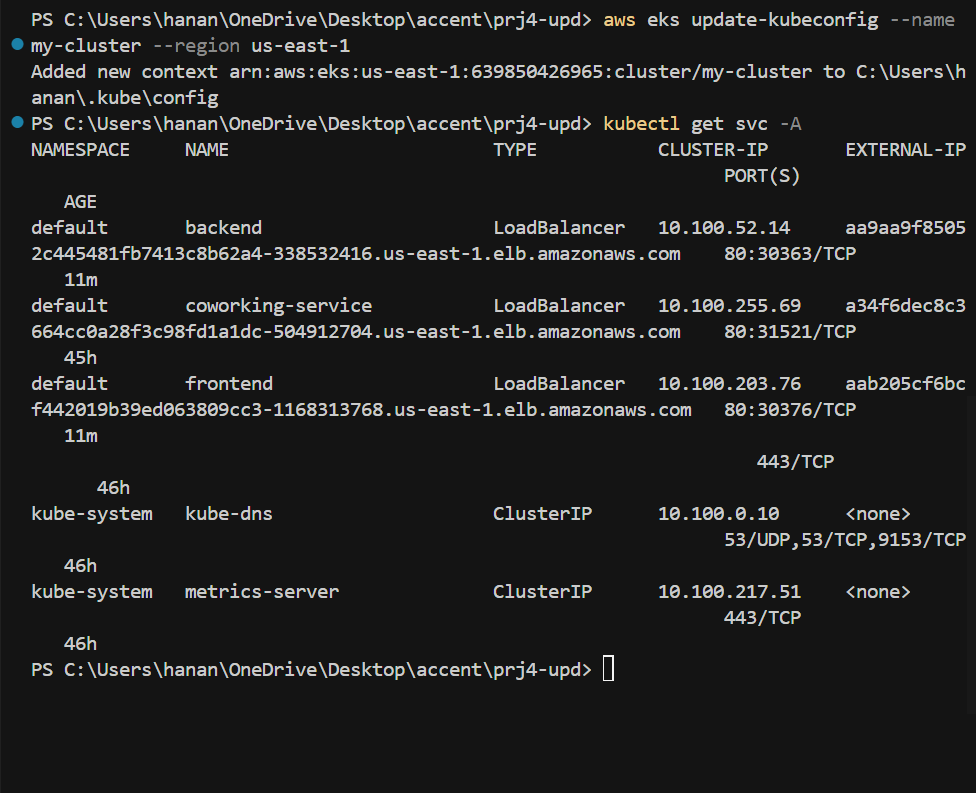 PS C:\Users\hanan\OneDrive\Desktop\accent\prj4-upd> aws eks update-kubeconfig --name
my-cluster --region us-east-1
Added new context arn:aws:eks:us-east-1:639850426965:cluster/my-cluster to C:\Users\h
anan\.kube\config
PS C:\Users\hanan\OneDrive\Desktop\accent\prj4-upd> kubectl get svc -A
NAMESPACE NAME TYPE CLUSTER-IP EXTERNAL-IP
PORT(S)
AGE
default backend LoadBalancer 10.100.52.14 aa9aa9f8505
2c445481fb7413c8b62a4-338532416.us-east-1.elb.amazonaws.com 80:30363/TCP
11m
default coworking-service LoadBalancer 10.100.255.69 a34f6dec8c3
664cc0a28f3c98fd1a1dc-504912704.us-east-1.elb.amazonaws.com 80:31521/TCP
45h
default frontend LoadBalancer 10.100.203.76 aab205cf6bc
f442019b39ed063809cc3-1168313768.us-east-1.elb.amazonaws.com 80:30376/TCP
11m
443/TCP
46h
kube-system kube-dns ClusterIP 10.100.0.10 <none>
53/UDP,53/TCP,9153/TCP
46h
kube-system metrics-server ClusterIP 10.100.217.51 <none>
443/TCP
46h
PS C:\Users\hanan\OneDrive\Desktop\accent\prj4-upd>